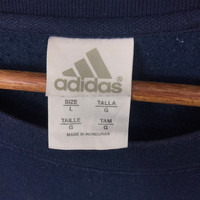 adidas®
SIZE TALLA
L G
TAILLE TAM
G G
MADE IN HONDURAS